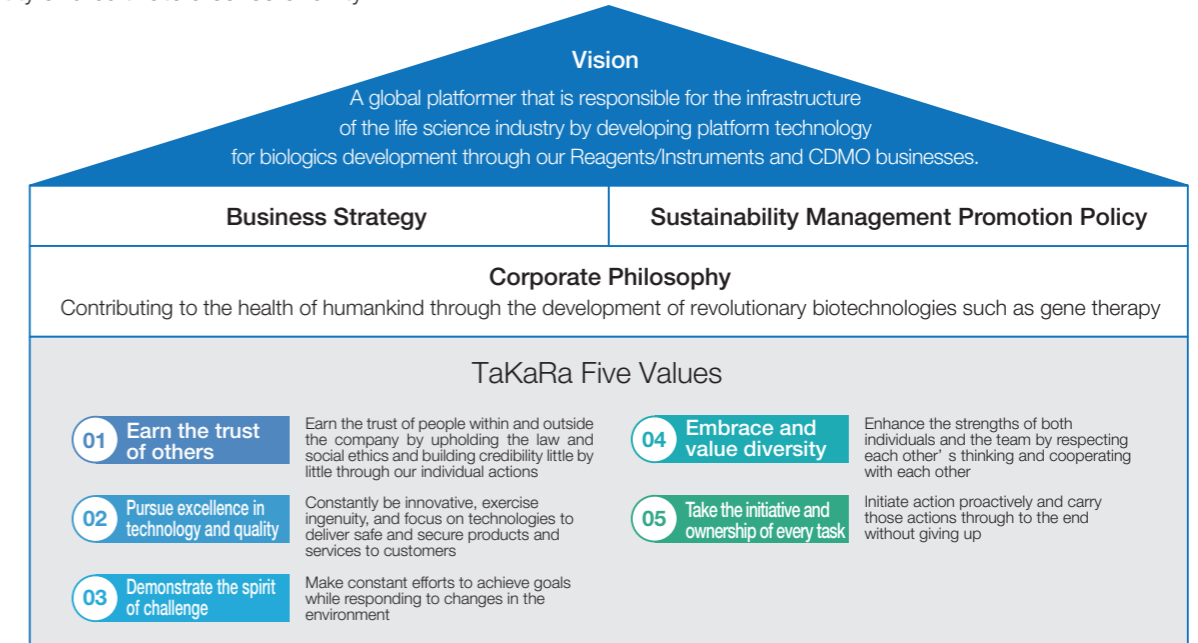 Vision
A global platformer that is responsible for the infrastructure
of the life science industry by developing platform technology
for biologics development through our Reagents/Instruments and CDMO businesses.
Business Strategy
Sustainability Management Promotion Policy
Corporate Philosophy
Contributing to the health of humankind through the development of revolutionary biotechnologies such as gene therapy
TaKaRa Five Values
01
Earn the trust
of others
Earn the trust of people within and outside
the company by upholding the law and
social ethics and building credibility little by
little through our individual actions
02
Pursue excellence in
technology and quality
Constantly be innovative, exercise
ingenuity, and focus on technologies to
deliver safe and secure products and
services to customers
03
Demonstrate the spirit
of challenge
Make constant efforts to achieve goals
while responding to changes in the
environment
04
Embrace and
value diversity
Enhance the strengths of both
individuals and the team by respecting
each other’ s thinking and cooperating
with each other
05
Take the initiative and
ownership of every task
Initiate action proactively and carry
those actions through to the end
without giving up